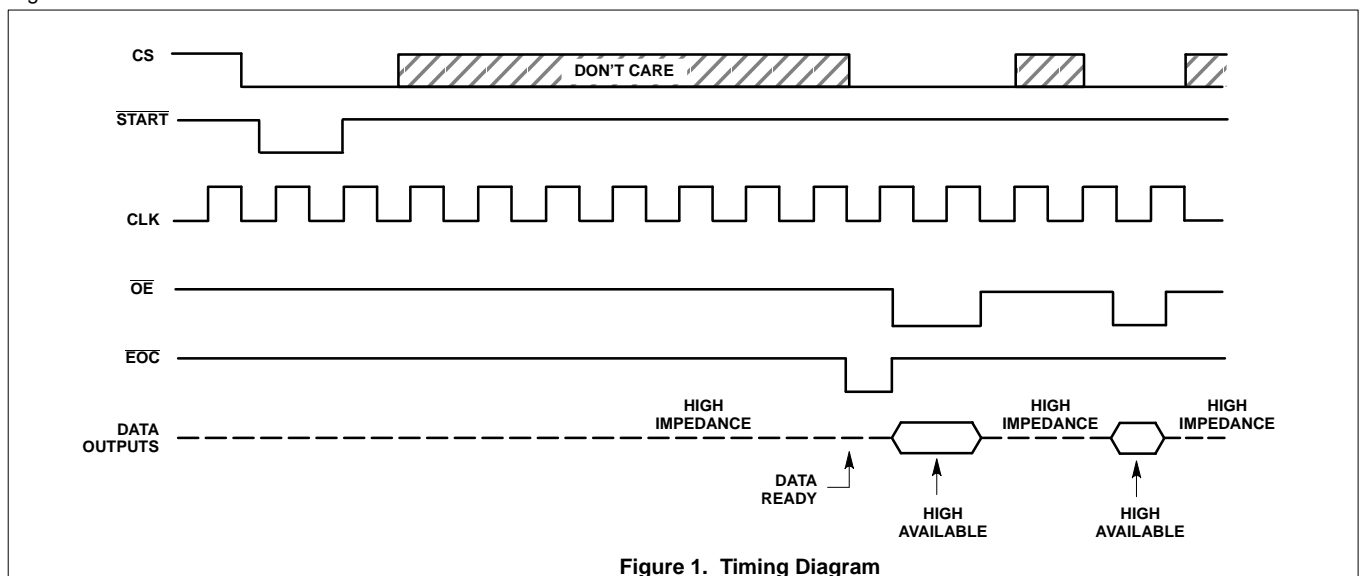 CS
DON'T CARE
START
CLK
OE
EOC
DATA
OUTPUTS
HIGH
IMPEDANCE
HIGH
IMPEDANCE
HIGH
IMPEDANCE
DATA
READY
HIGH
AVAILABLE
HIGH
AVAILABLE
Figure 1. Timing Diagram